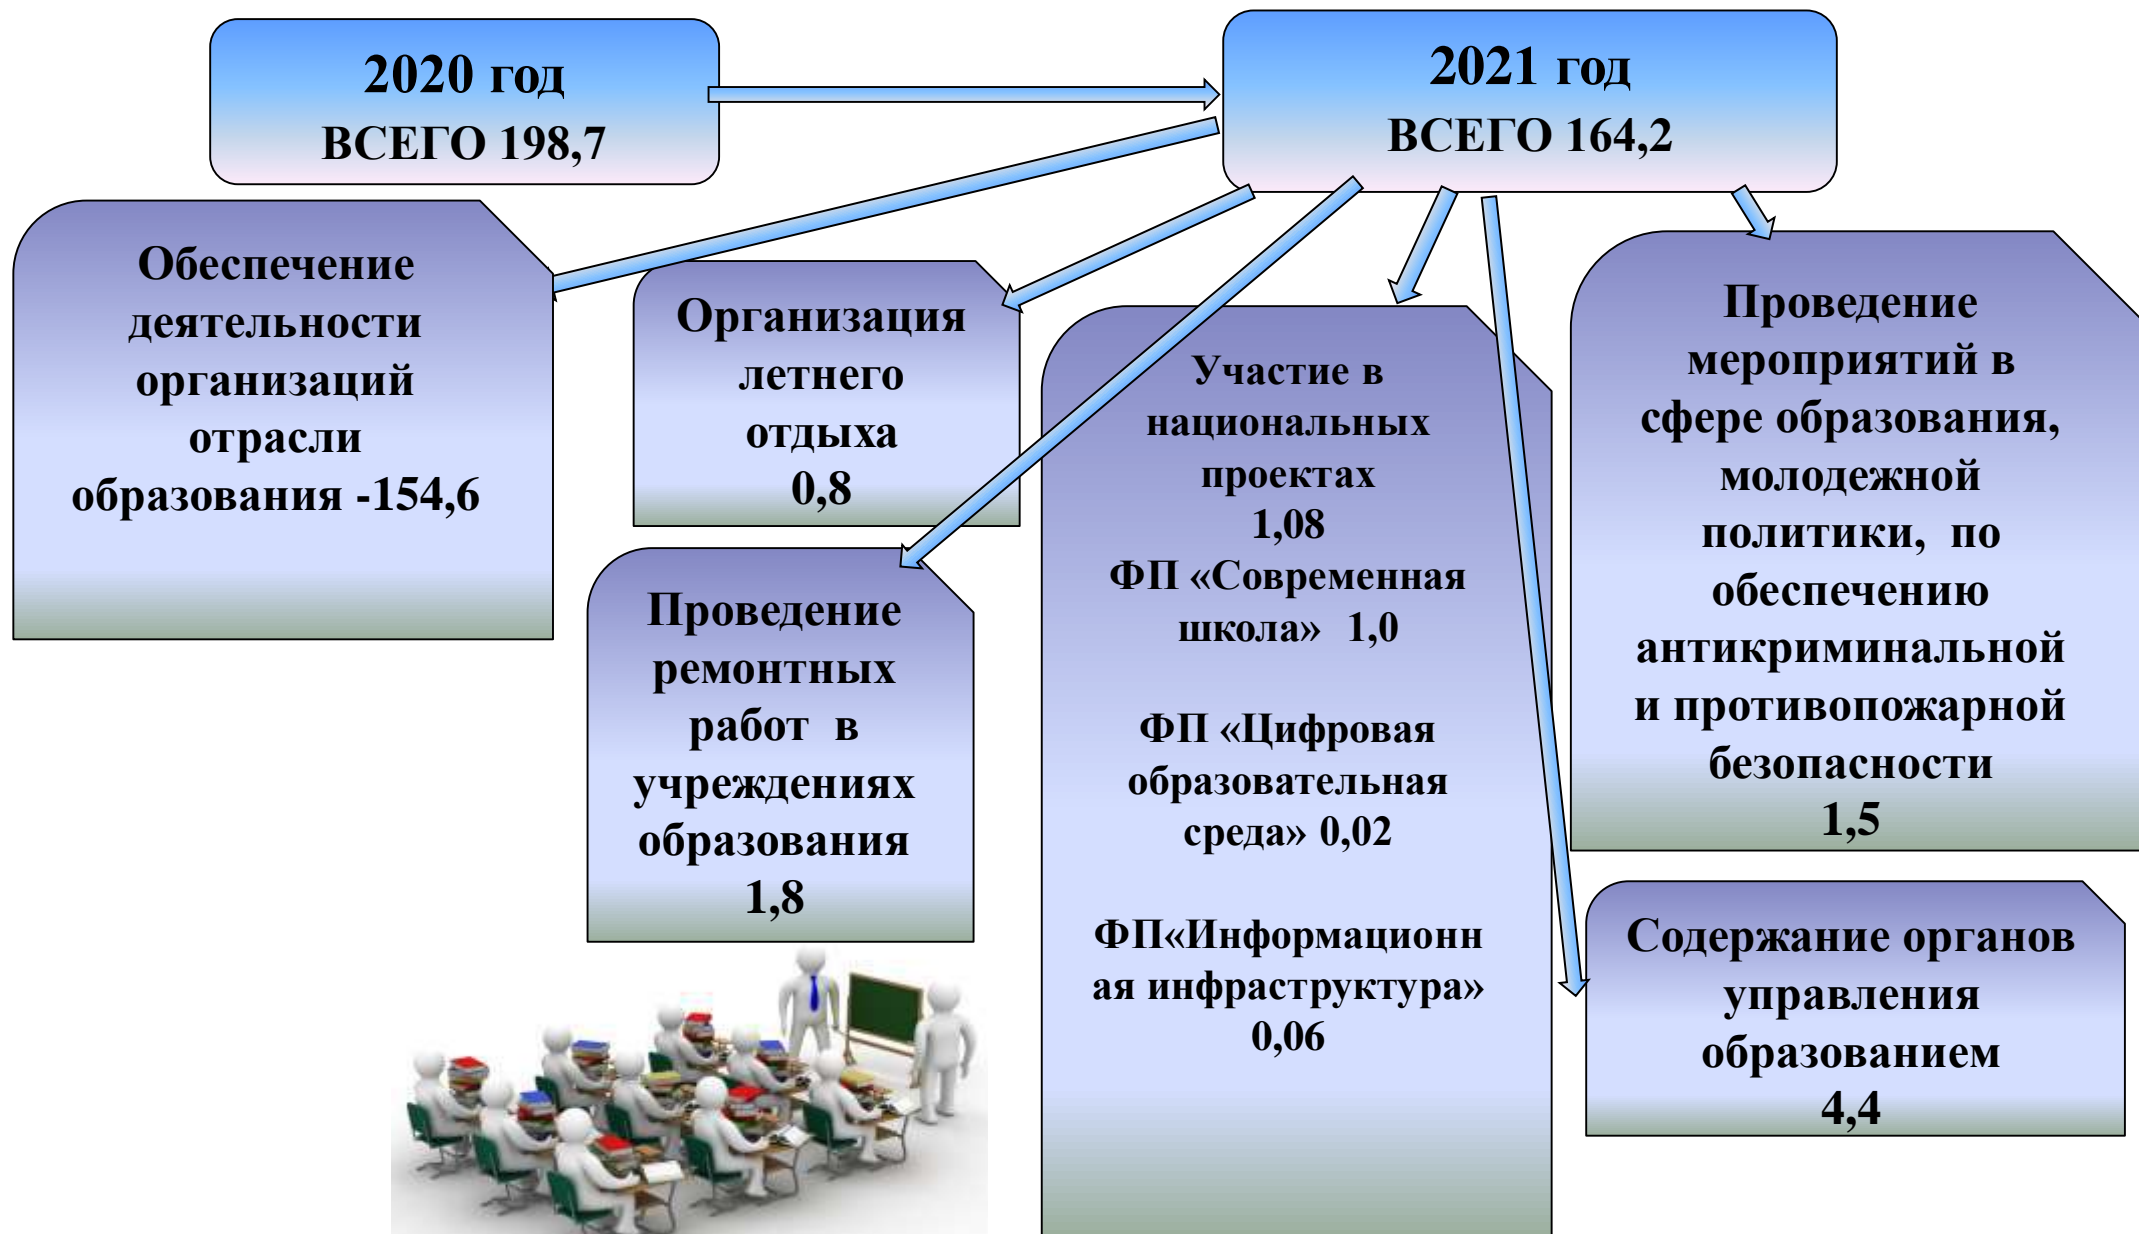 2020 год
ВСЕГО 198,7
2021 год
ВСЕГО 164,2
Обеспечение
деятельности
организаций
отрасли
образования -154,6
Организация
летнего
отдыха
0,8
Проведение
ремонтных
работ в
учреждениях
образования
1,8
Участие в
национальных
проектах
1,08
ФП «Современная
школа» 1,0
ФП «Цифровая
образовательная
среда» 0,02
ФП«Информационн
ая инфраструктура»
0,06
Проведение
мероприятий в
сфере образования,
молодежной
политики, по
обеспечению
антикриминальной
и противопожарной
безопасности
1,5
Содержание органов
управления
образованием
4,4